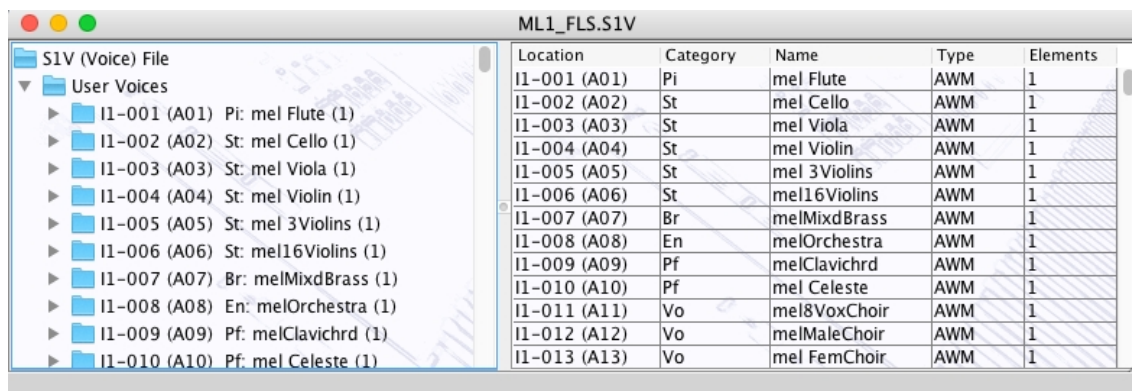 ML1_FLS.S1V
S1V (Voice) File
User Voices
I1-001 (A01) Pi: mel Flute (1)
I1-002 (A02) St: mel Cello (1)
I1-003 (A03) St: mel Viola (1)
I1-004 (A04) St: mel Violin (1)
I1-005 (A05) St: mel 3Violins (1)
I1-006 (A06) St: mel16Violins (1)
I1-007 (A07) Br: melMixdBrass (1)
I1-008 (A08) En: melOrchestra (1)
I1-009 (A09) Pf: melClavichrd (1)
I1-010 (A10) Pf: mel Celeste (1)
Location Category Name Type Elements
I1-001 (A01) Pi mel Flute AWM 1
I1-002 (A02) St mel Cello AWM 1
I1-003 (A03) St mel Viola AWM 1
I1-004 (A04) St mel Violin AWM 1
I1-005 (A05) St mel 3Violins AWM 1
I1-006 (A06) St mel16Violins AWM 1
I1-007 (A07) Br melMixdBrass AWM 1
I1-008 (A08) En melOrchestra AWM 1
I1-009 (A09) Pf melClavichrd AWM 1
I1-010 (A10) Pf mel Celeste AWM 1
I1-011 (A11) Vo mel8VoxChoir AWM 1
I1-012 (A12) Vo melMaleChoir AWM 1
I1-013 (A13) Vo mel FemChoir AWM 1